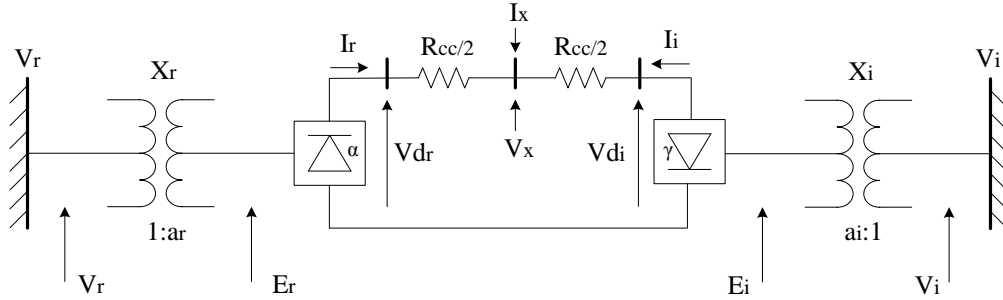 Ix
Vr Xr Ir Rcc/2 Rcc/2 Ii Xi Vi
α Vdr Vx Vdi γ
1:ar ai:1
Vr Er Ei Vi